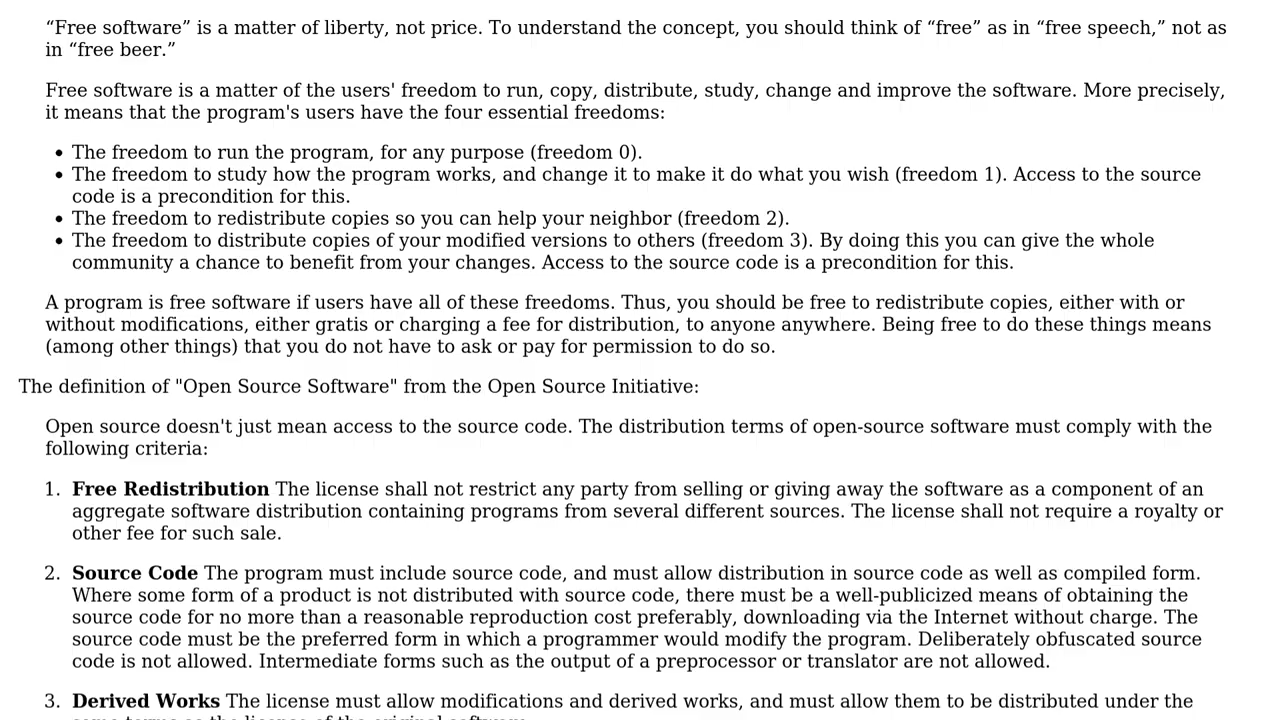 “Free software” is a matter of liberty, not price. To understand the concept, you should think of “free” as in “free speech,” not as
in “free beer.”
Free software is a matter of the users' freedom to run, copy, distribute, study, change and improve the software. More precisely,
it means that the program's users have the four essential freedoms:
• The freedom to run the program, for any purpose (freedom 0).
• The freedom to study how the program works, and change it to make it do what you wish (freedom 1). Access to the source
code is a precondition for this.
• The freedom to redistribute copies so you can help your neighbor (freedom 2).
• The freedom to distribute copies of your modified versions to others (freedom 3). By doing this you can give the whole
community a chance to benefit from your changes. Access to the source code is a precondition for this.
A program is free software if users have all of these freedoms. Thus, you should be free to redistribute copies, either with or
without modifications, either gratis or charging a fee for distribution, to anyone anywhere. Being free to do these things means
(among other things) that you do not have to ask or pay for permission to do so.
The definition of "Open Source Software" from the Open Source Initiative:
Open source doesn't just mean access to the source code. The distribution terms of open-source software must comply with the
following criteria:
1. Free Redistribution The license shall not restrict any party from selling or giving away the software as a component of an
aggregate software distribution containing programs from several different sources. The license shall not require a royalty or
other fee for such sale.
2. Source Code The program must include source code, and must allow distribution in source code as well as compiled form.
Where some form of a product is not distributed with source code, there must be a well-publicized means of obtaining the
source code for no more than a reasonable reproduction cost preferably, downloading via the Internet without charge. The
source code must be the preferred form in which a programmer would modify the program. Deliberately obfuscated source
code is not allowed. Intermediate forms such as the output of a preprocessor or translator are not allowed.
3. Derived Works The license must allow modifications and derived works, and must allow them to be distributed under the